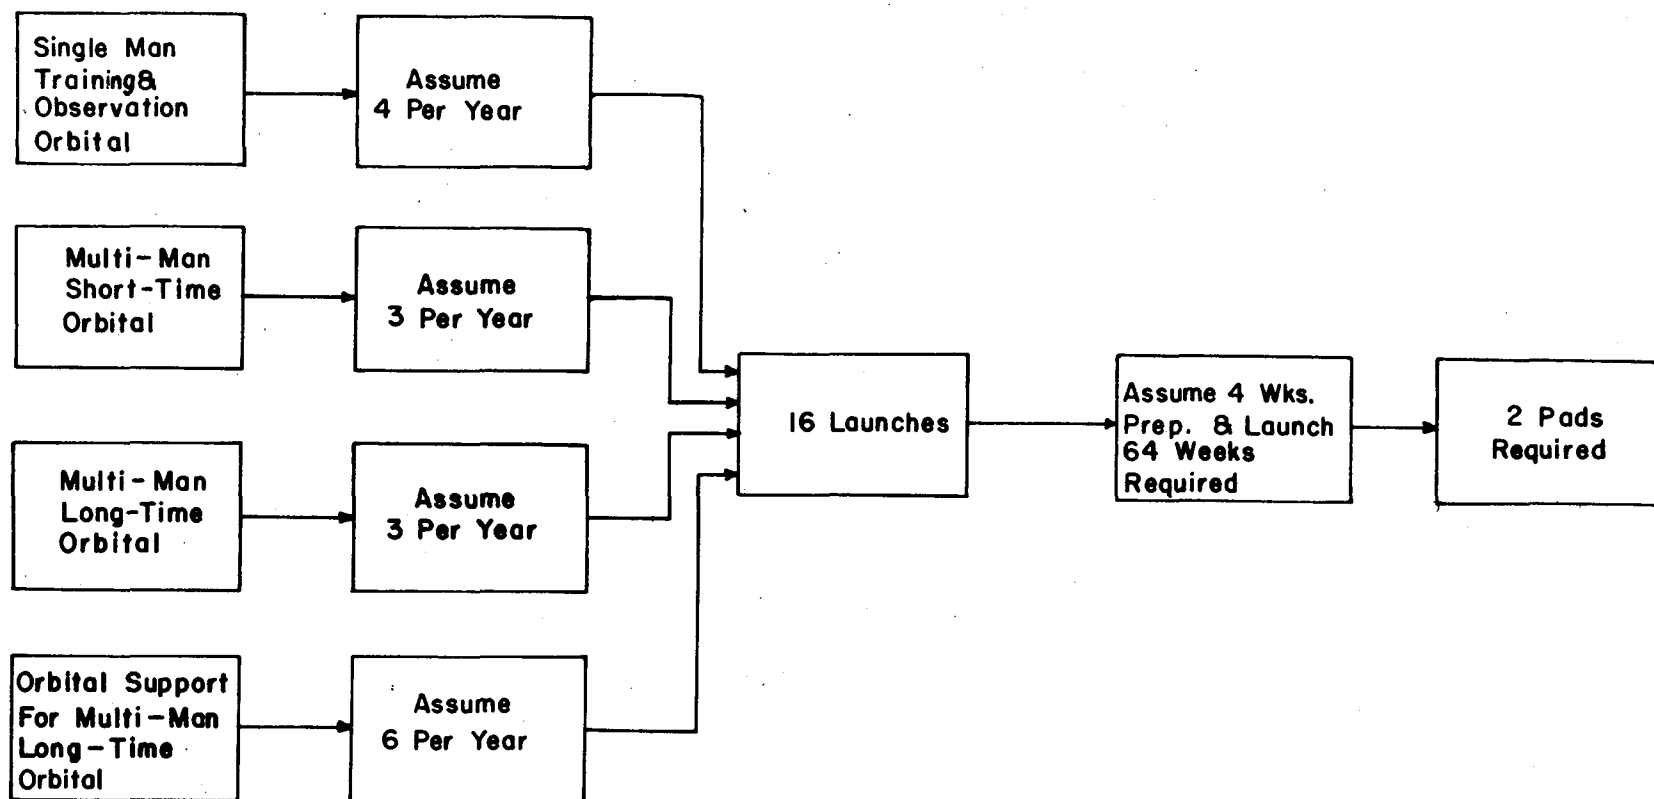 Single Man
Training&
Observation
Orbital
Assume
4 Per Year
Multi-Man
Short-Time
Orbital
Assume
3 Per Year
Multi-Man
Long-Time
Orbital
Assume
3 Per Year
Orbital Support
For Multi-Man
Long-Time
Orbital
Assume
6 Per Year
16 Launches
Assume 4 Wks.
Prep. & Launch
64 Weeks
Required
2 Pads
Required